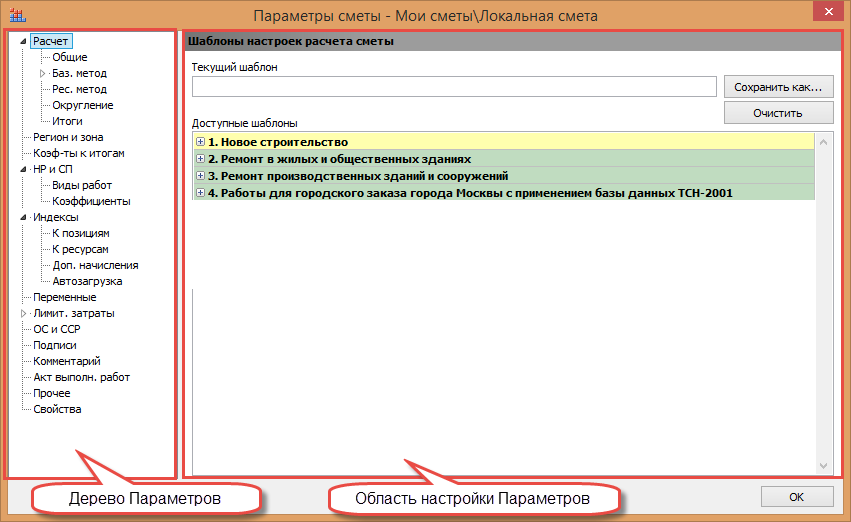 Параметры сметы - Мои сметы\Локальная смета
Расчет
Общие
Баз. метод
Рес. метод
Округление
Итоги
Регион и зона
Коэф-ты к итогам
НР и СП
Виды работ
Коэффициенты
Индексы
К позициям
К ресурсам
Доп. начисления
Автозагрузка
Переменные
Лимит. затраты
ОС и ССР
Подписи
Комментарий
Акт выполн. работ
Прочее
Свойства
Шаблоны настроек расчета сметы
Текущий шаблон
Сохранить как...
Очистить
Доступные шаблоны
1. Новое строительство
2. Ремонт в жилых и общественных зданиях
3. Ремонт производственных зданий и сооружений
4. Работы для городского заказа города Москвы с применением базы данных ТСН-2001
Дерево Параметров
Область настройки Параметров
OK